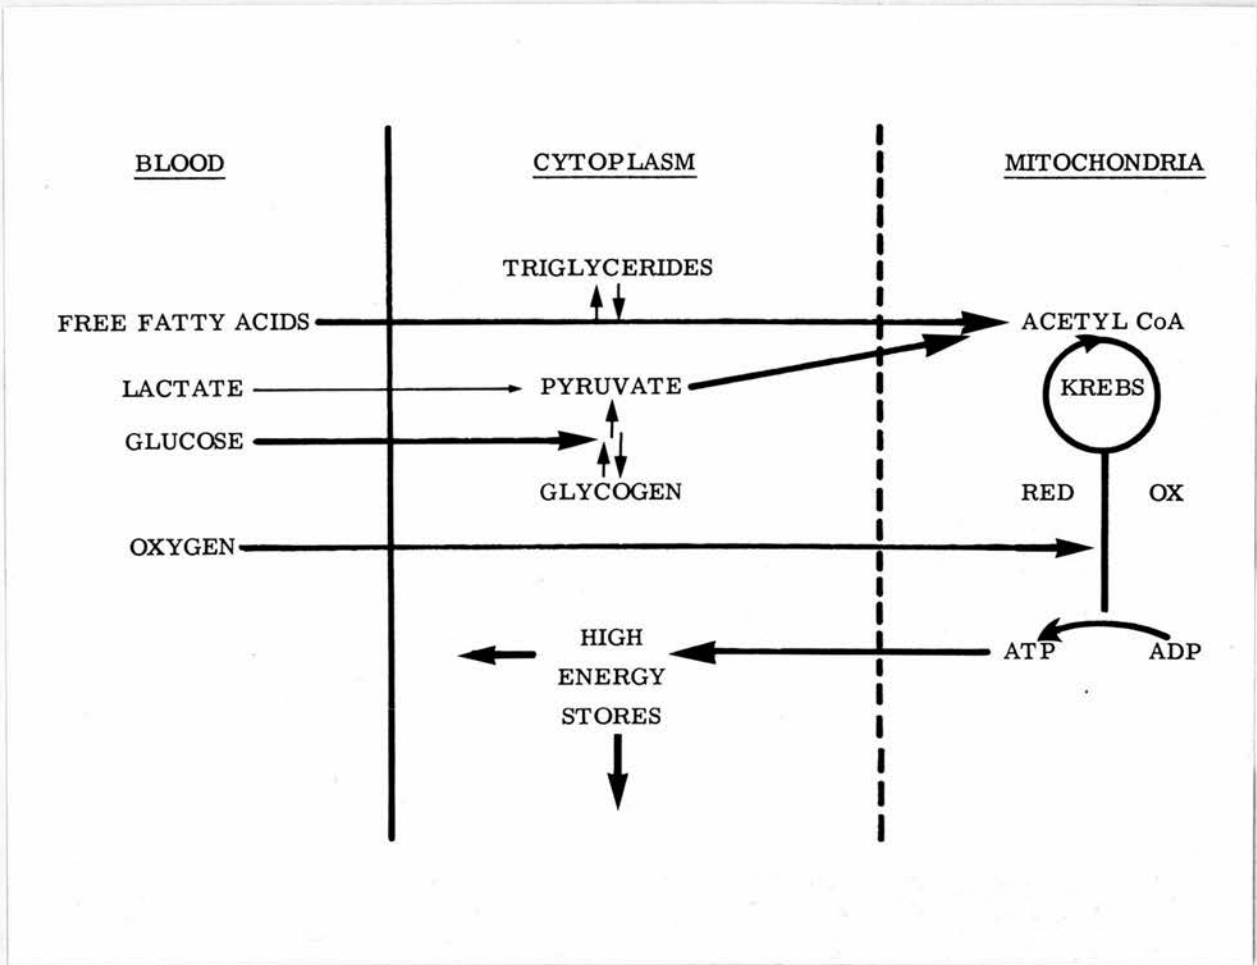 BLOOD
CYTOPLASM
MITOCHONDRIA
TRIGLYCERIDES
FREE FATTY ACIDS
ACETYL CoA
LACTATE
PYRUVATE
KREBS
GLUCOSE
GLYCOGEN
RED
OX
OXYGEN
HIGH
ENERGY
STORES
ATP
ADP